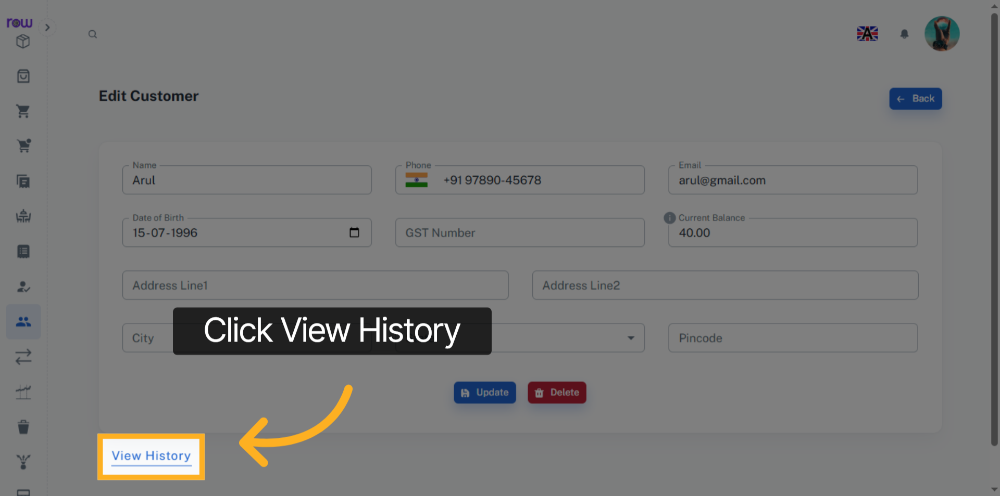 row
A
Edit Customer
Back
Name
Arul
Phone
+91 97890-45678
Email
arul@gmail.com
Date of Birth
15-07-1996
GST Number
Current Balance
40.00
Address Line1
Address Line2
City
Click View History
Pincode
Update
Delete
View History